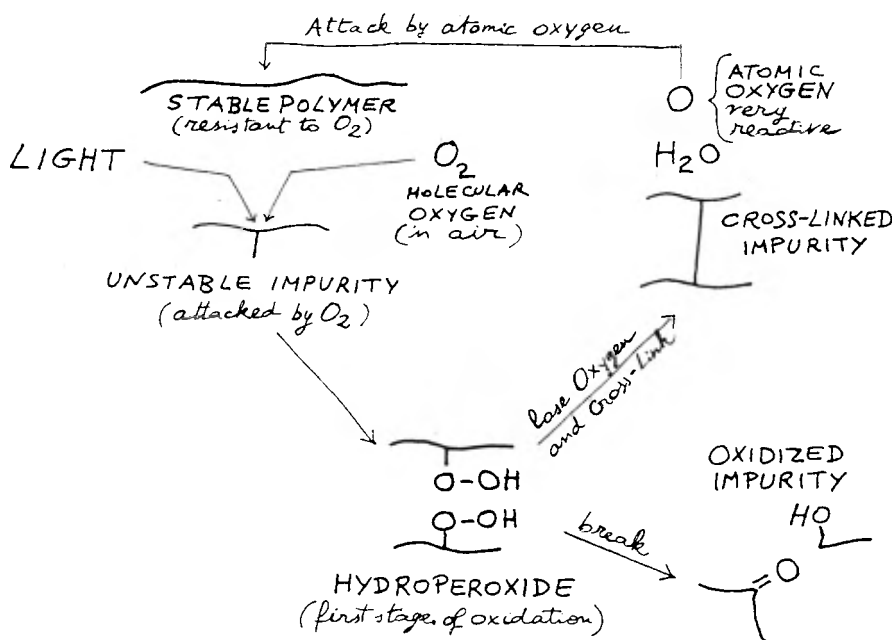 Attack by atomic oxygen
STABLE POLYMER
(resistant to O₂)
LIGHT
O₂
MOLECULAR
OXYGEN
(in air)
UNSTABLE IMPURITY
(attacked by O₂)
O
ATOMIC
OXYGEN
very
reactive
H₂O
CROSS-LINKED
IMPURITY
lose Oxygen
and Cross-Link
O-OH
O-OH
HYDROPEROXIDE
(first stage of oxidation)
break
OXIDIZED
IMPURITY
HO
O